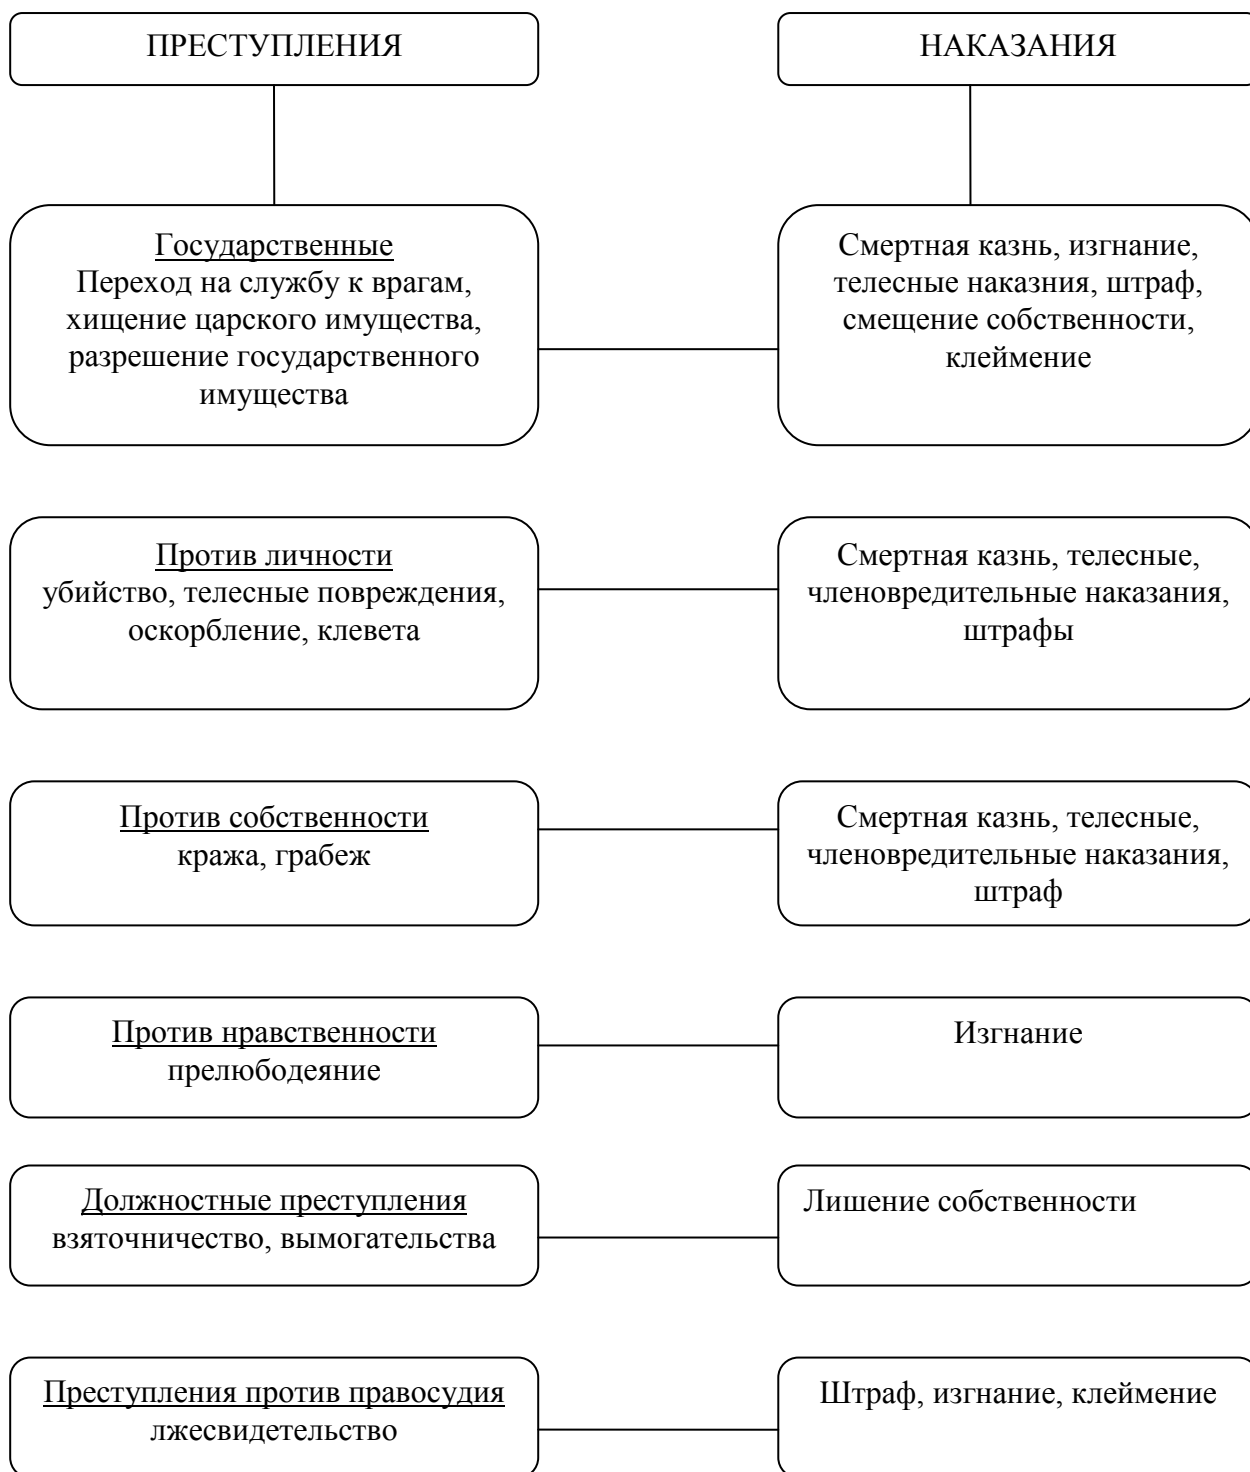 ПРЕСТУПЛЕНИЯ
НАКАЗАНИЯ
Государственные
Переход на службу к врагам,
хищение царского имущества,
разрешение государственного
имущества
Смертная казнь, изгнание,
телесные наказния, штраф,
смещение собственности,
клеймение
Против личности
убийство, телесные повреждения,
оскорбление, клевета
Смертная казнь, телесные,
членовредительные наказания,
штрафы
Против собственности
кража, грабеж
Смертная казнь, телесные,
членовредительные наказания,
штраф
Против нравственности
прелюбодеяние
Изгнание
Должностные преступления
взяточничество, вымогательства
Лишение собственности
Преступления против правосудия
лжесвидетельство
Штраф, изгнание, клеймение